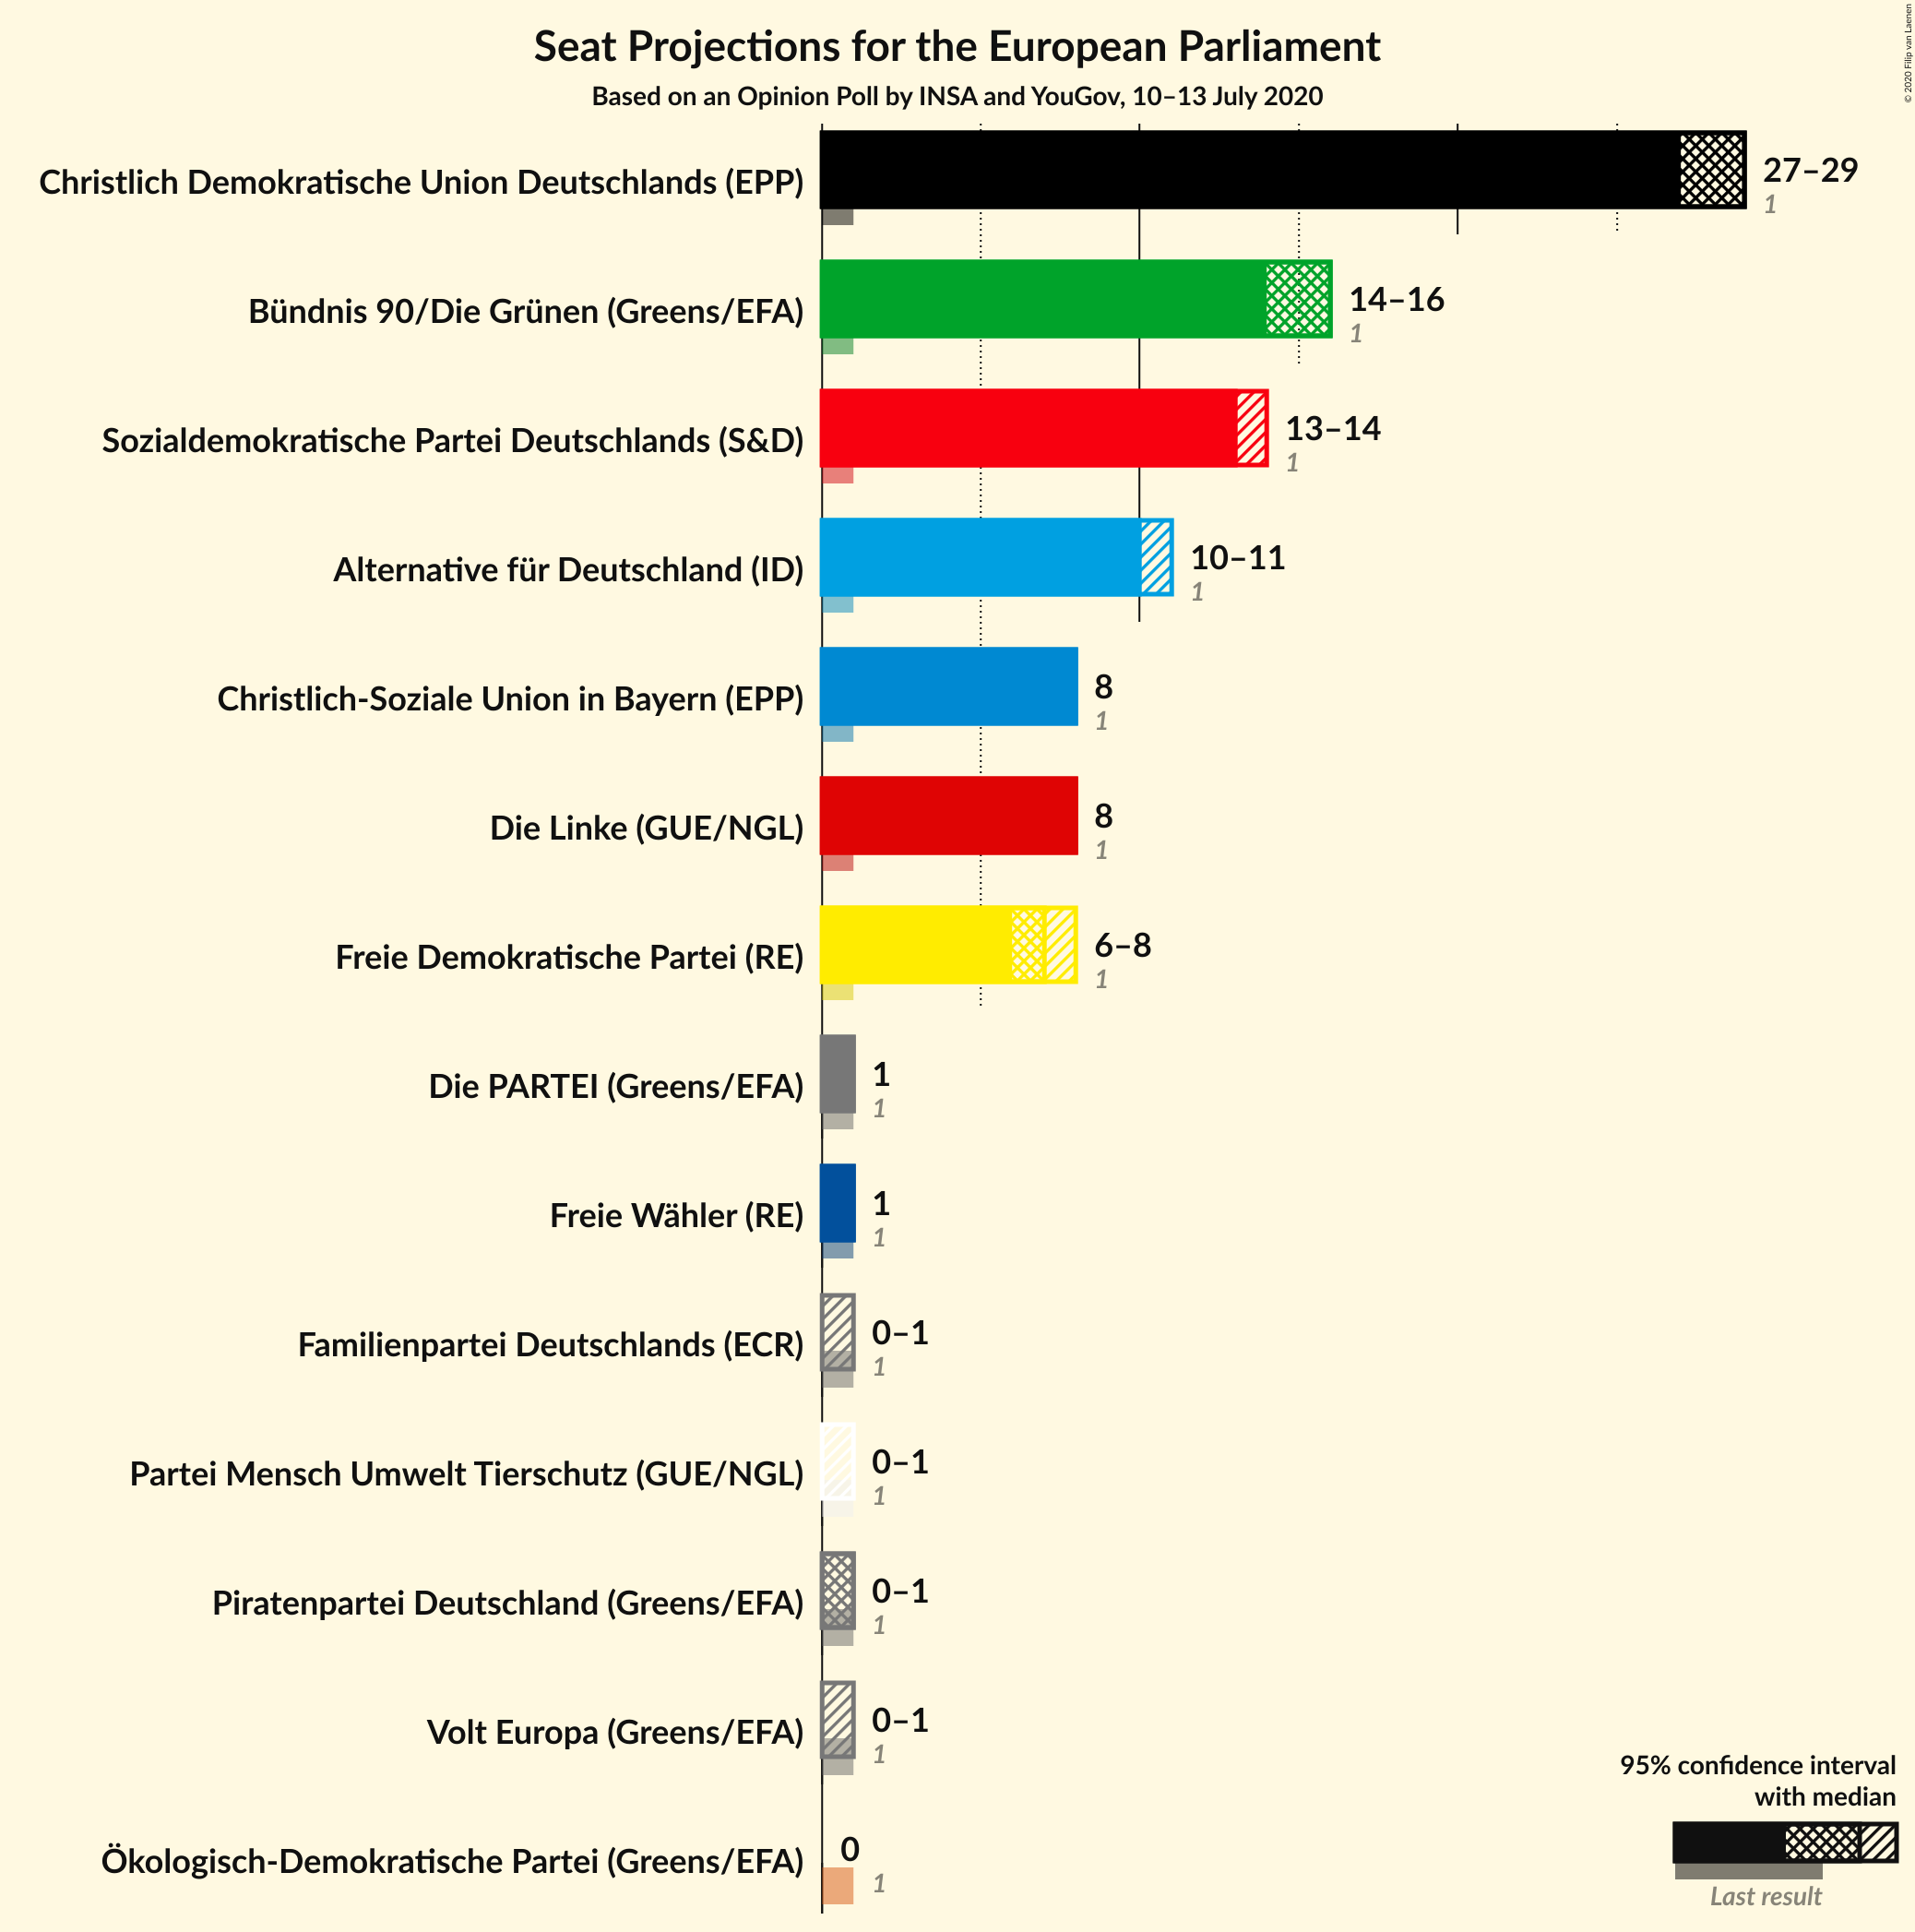 Seat Projections for the European Parliament
Based on an Opinion Poll by INSA and YouGov, 10–13 July 2020
© 2020 Filip van Laenen
Christlich Demokratische Union Deutschlands (EPP)
27–29
1
Bündnis 90/Die Grünen (Greens/EFA)
14–16
1
Sozialdemokratische Partei Deutschlands (S&D)
13–14
1
Alternative für Deutschland (ID)
10–11
1
Christlich-Soziale Union in Bayern (EPP)
8
1
Die Linke (GUE/NGL)
8
1
Freie Demokratische Partei (RE)
6–8
1
Die PARTEI (Greens/EFA)
1
1
Freie Wähler (RE)
1
1
Familienpartei Deutschlands (ECR)
0–1
1
Partei Mensch Umwelt Tierschutz (GUE/NGL)
0–1
1
Piratenpartei Deutschland (Greens/EFA)
0–1
1
Volt Europa (Greens/EFA)
0–1
1
Ökologisch-Demokratische Partei (Greens/EFA)
0
1
95% confidence interval
with median
Last result